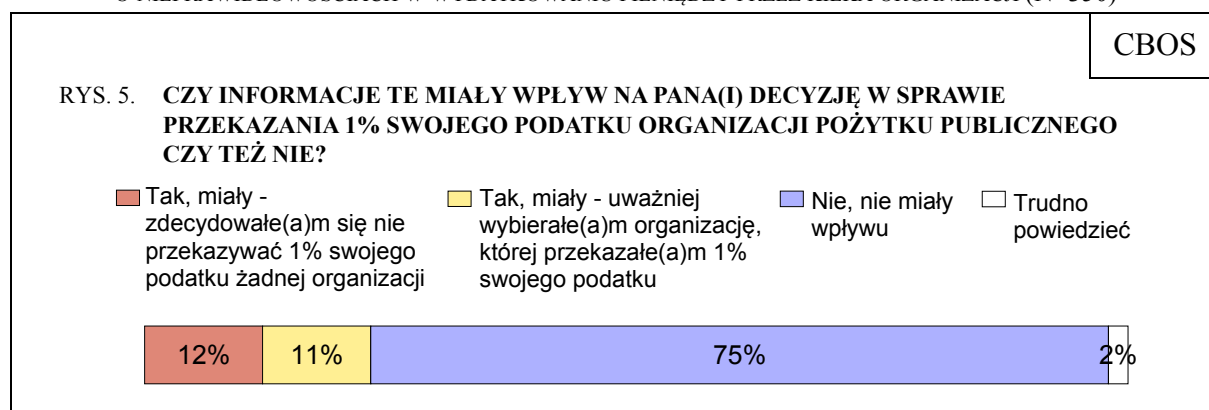 CBOS
RYS. 5. CZY INFORMACJE TE MIAŁY WPŁYW NA PANA(I) DECYZJĘ W SPRAWIE
PRZEKAZANIA 1% SWOJEGO PODATKU ORGANIZACJI POŻYTKU PUBLICZNEGO
CZY TEŻ NIE?
Tak, miały -
zdecydowałe(a)m się nie
przekazywać 1% swojego
podatku żadnej organizacji
Tak, miały - uważniej
wybierałe(a)m organizację,
której przekazałe(a)m 1%
swojego podatku
Nie, nie miały
wpływu
Trudno
powiedzieć
12% 11% 75% 2%